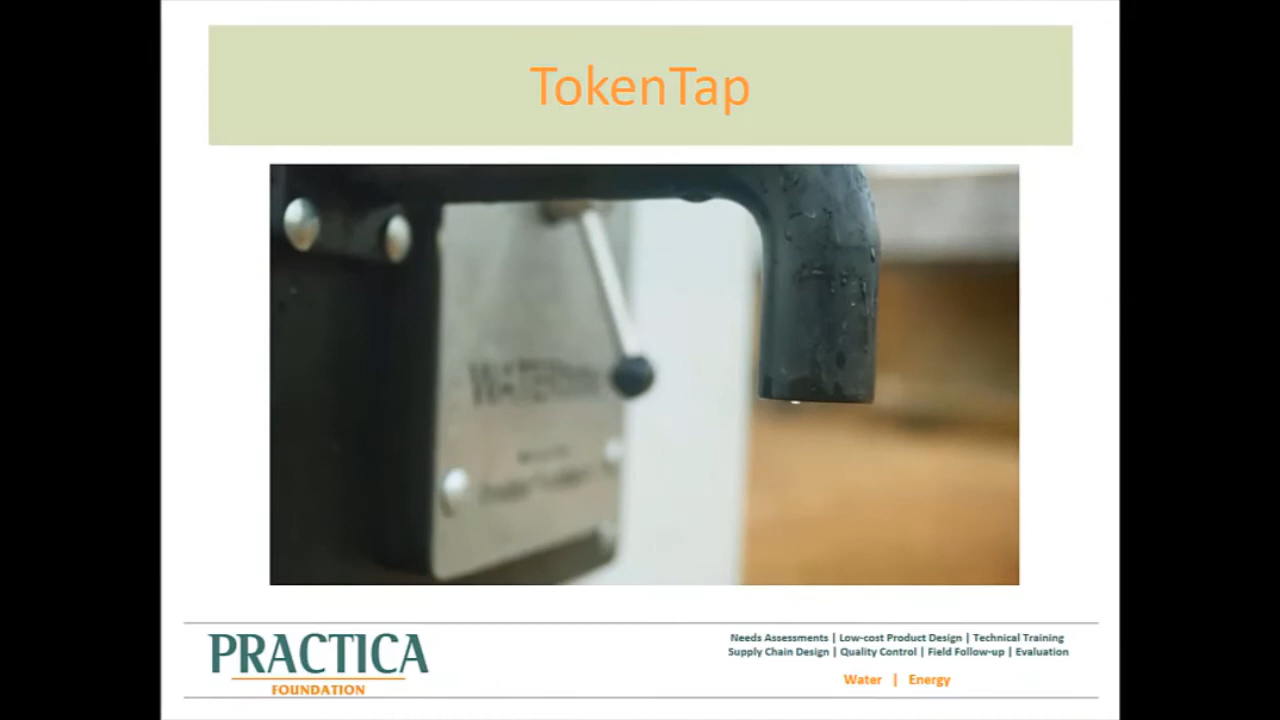 TokenTap
PRACTICA
FOUNDATION
Needs Assessments | Low-cost Product Design | Technical Training
Supply Chain Design | Quality Control | Field Follow-up | Evaluation
Water | Energy